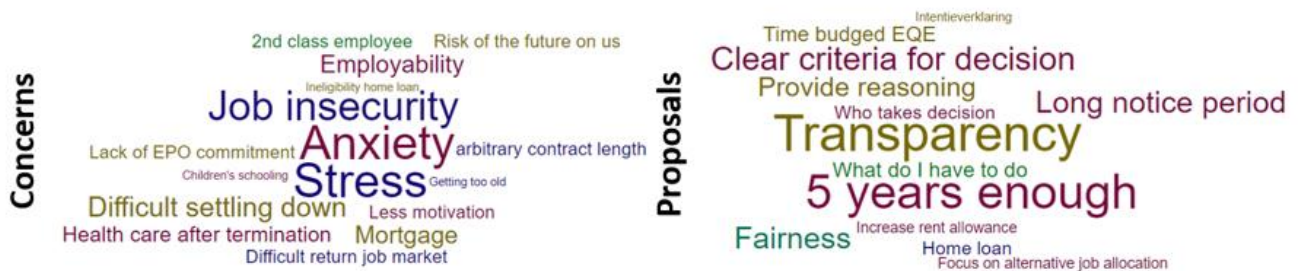 Concerns
2nd class employee
Risk of the future on us
Employability
Ineligibility home loan
Job insecurity
Anxiety
Lack of EPO commitment
arbitrary contract length
Children's schooling
Stress
Getting too old
Difficult settling down
Less motivation
Health care after termination
Mortgage
Difficult return job market
Proposals
Intentieverklaring
Time budged EQE
Clear criteria for decision
Provide reasoning
Who takes decision
Long notice period
Transparency
What do I have to do
5 years enough
Increase rent allowance
Fairness
Home loan
Focus on alternative job allocation